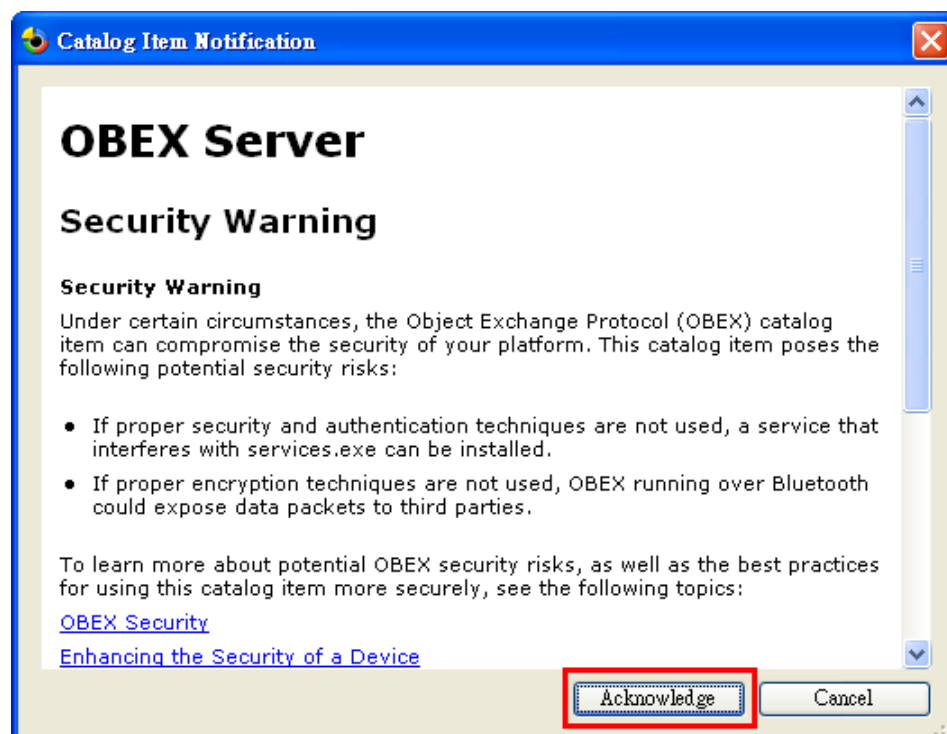 Catalog Item Notification
OBEX Server
Security Warning
Security Warning
Under certain circumstances, the Object Exchange Protocol (OBEX) catalog
item can compromise the security of your platform. This catalog item poses the
following potential security risks:
● If proper security and authentication techniques are not used, a service that
interferes with services.exe can be installed.
● If proper encryption techniques are not used, OBEX running over Bluetooth
could expose data packets to third parties.
To learn more about potential OBEX security risks, as well as the best practices
for using this catalog item more securely, see the following topics:
OBEX Security
Enhancing the Security of a Device
Acknowledge Cancel